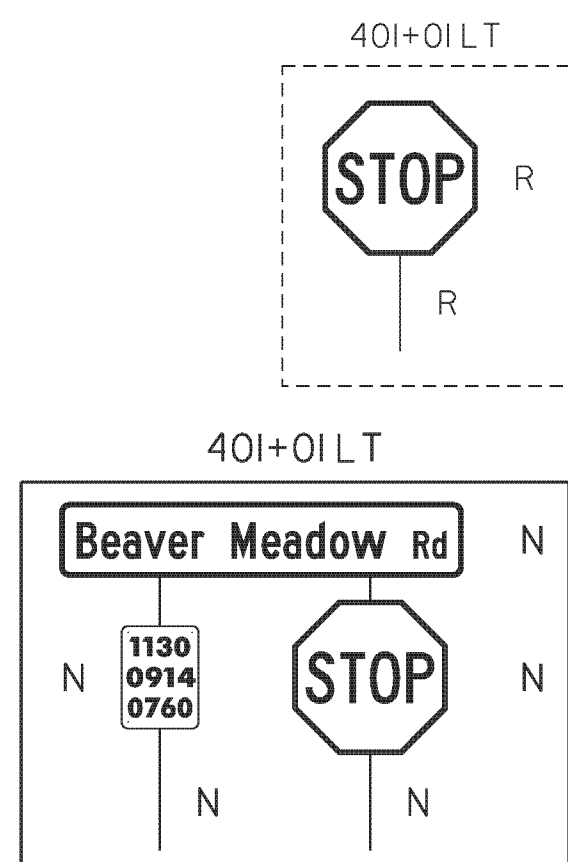 401+01 LT
STOP
R
R
401+01 LT
Beaver Meadow Rd
N
N
1130
0914
0760
STOP
N
N
N